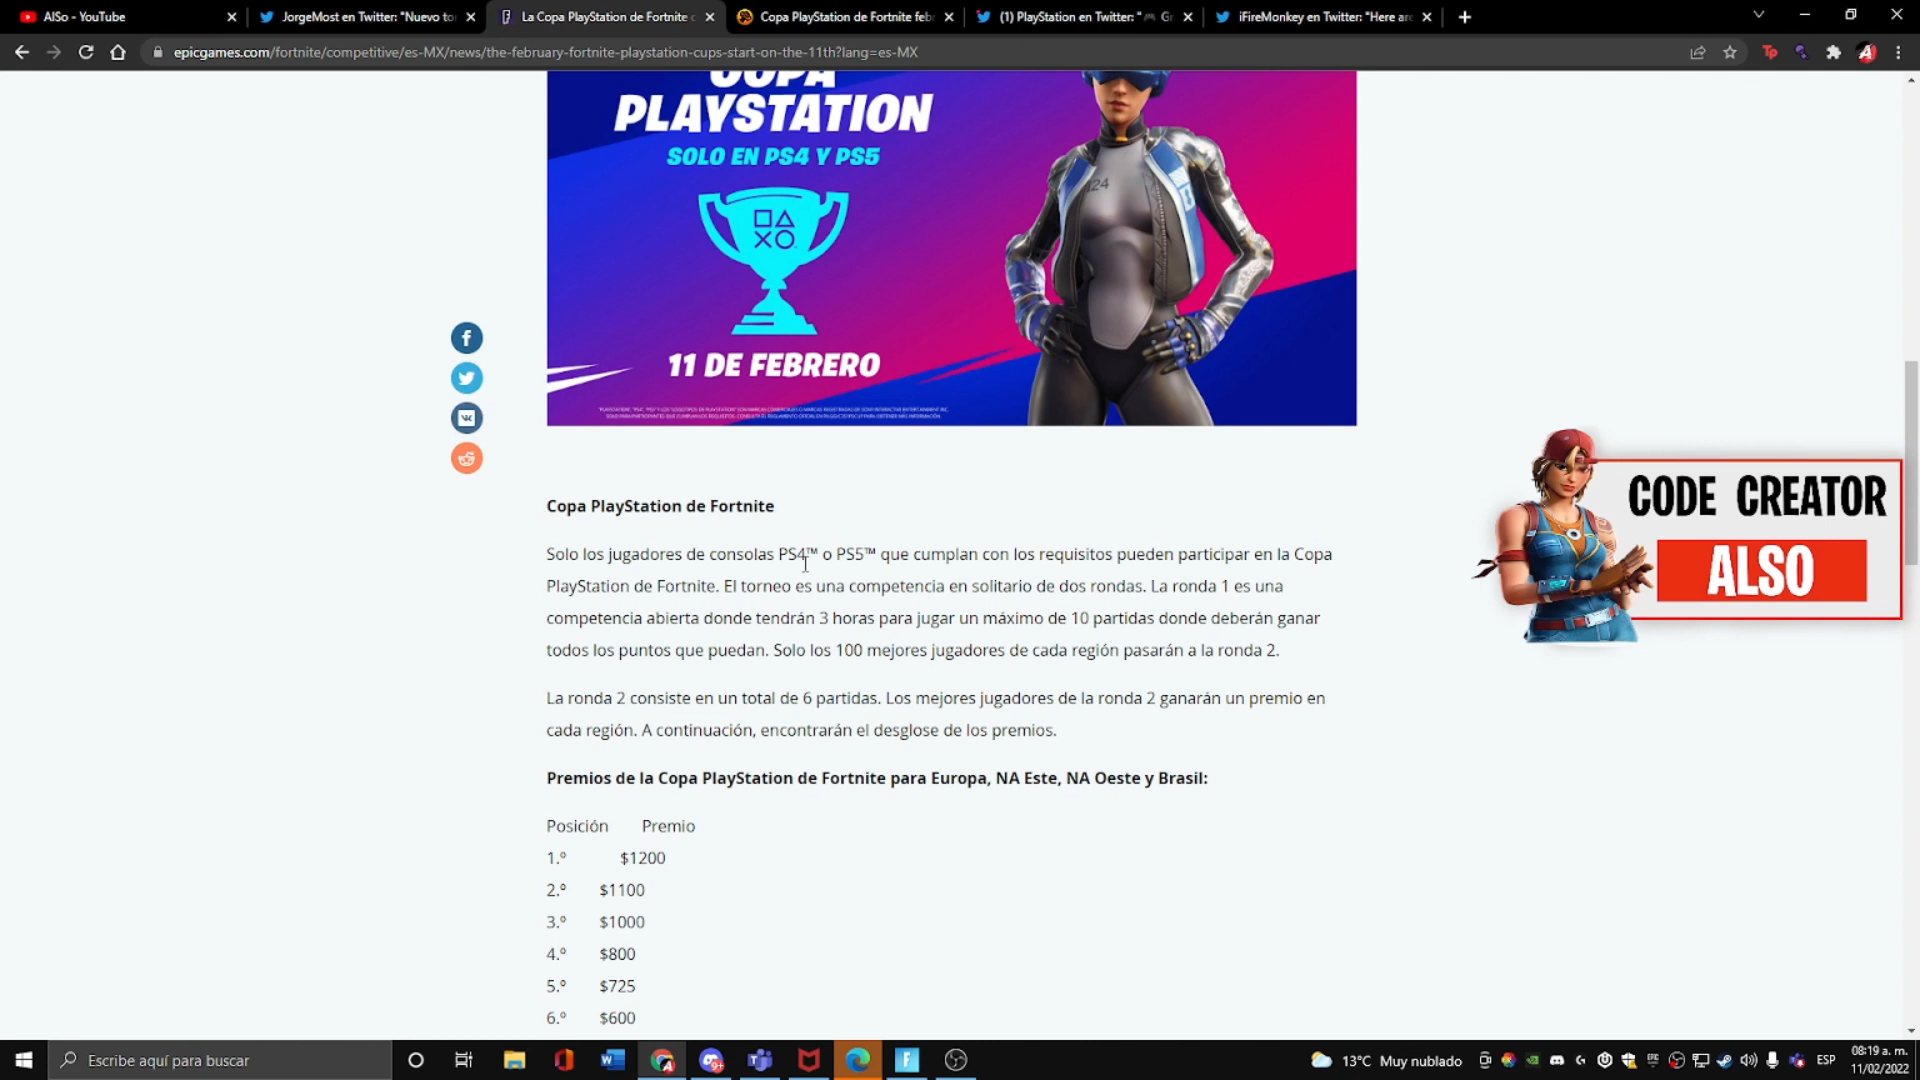 AlSo - YouTube
JorgeMost en Twitter: "Nuevo tor
La Copa PlayStation de Fortnite c
Copa PlayStation de Fortnite feb
(1) PlayStation en Twitter: "🎮 Gr
iFireMonkey en Twitter: "Here are
epicgames.com/fortnite/competitive/es-MX/news/the-february-fortnite-playstation-cups-start-on-the-11th?lang=es-MX
COPA
PLAYSTATION
SOLO EN PS4 Y PS5
11 DE FEBRERO
24
Copa PlayStation de Fortnite
Solo los jugadores de consolas PS4™ o PS5™ que cumplan con los requisitos pueden participar en la Copa
PlayStation de Fortnite. El torneo es una competencia en solitario de dos rondas. La ronda 1 es una
competencia abierta donde tendrán 3 horas para jugar un máximo de 10 partidas donde deberán ganar
todos los puntos que puedan. Solo los 100 mejores jugadores de cada región pasarán a la ronda 2.
La ronda 2 consiste en un total de 6 partidas. Los mejores jugadores de la ronda 2 ganarán un premio en
cada región. A continuación, encontrarán el desglose de los premios.
Premios de la Copa PlayStation de Fortnite para Europa, NA Este, NA Oeste y Brasil:
Posición Premio
1.º $1200
2.º $1100
3.º $1000
4.º $800
5.º $725
6.º $600
CODE CREATOR
ALSO
Escribe aquí para buscar
13°C Muy nublado
ESP
08:19 a. m.
11/02/2022